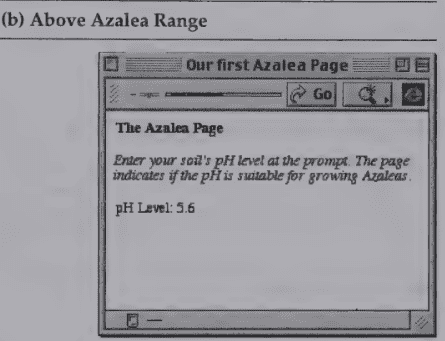 (b) Above Azalea Range
Our first Azalea Page
Go
The Azalea Page
Enter your soil's pH level at the prompt. The page
indicates if the pH is suitable for growing Azaleas.
pH Level: 5.6